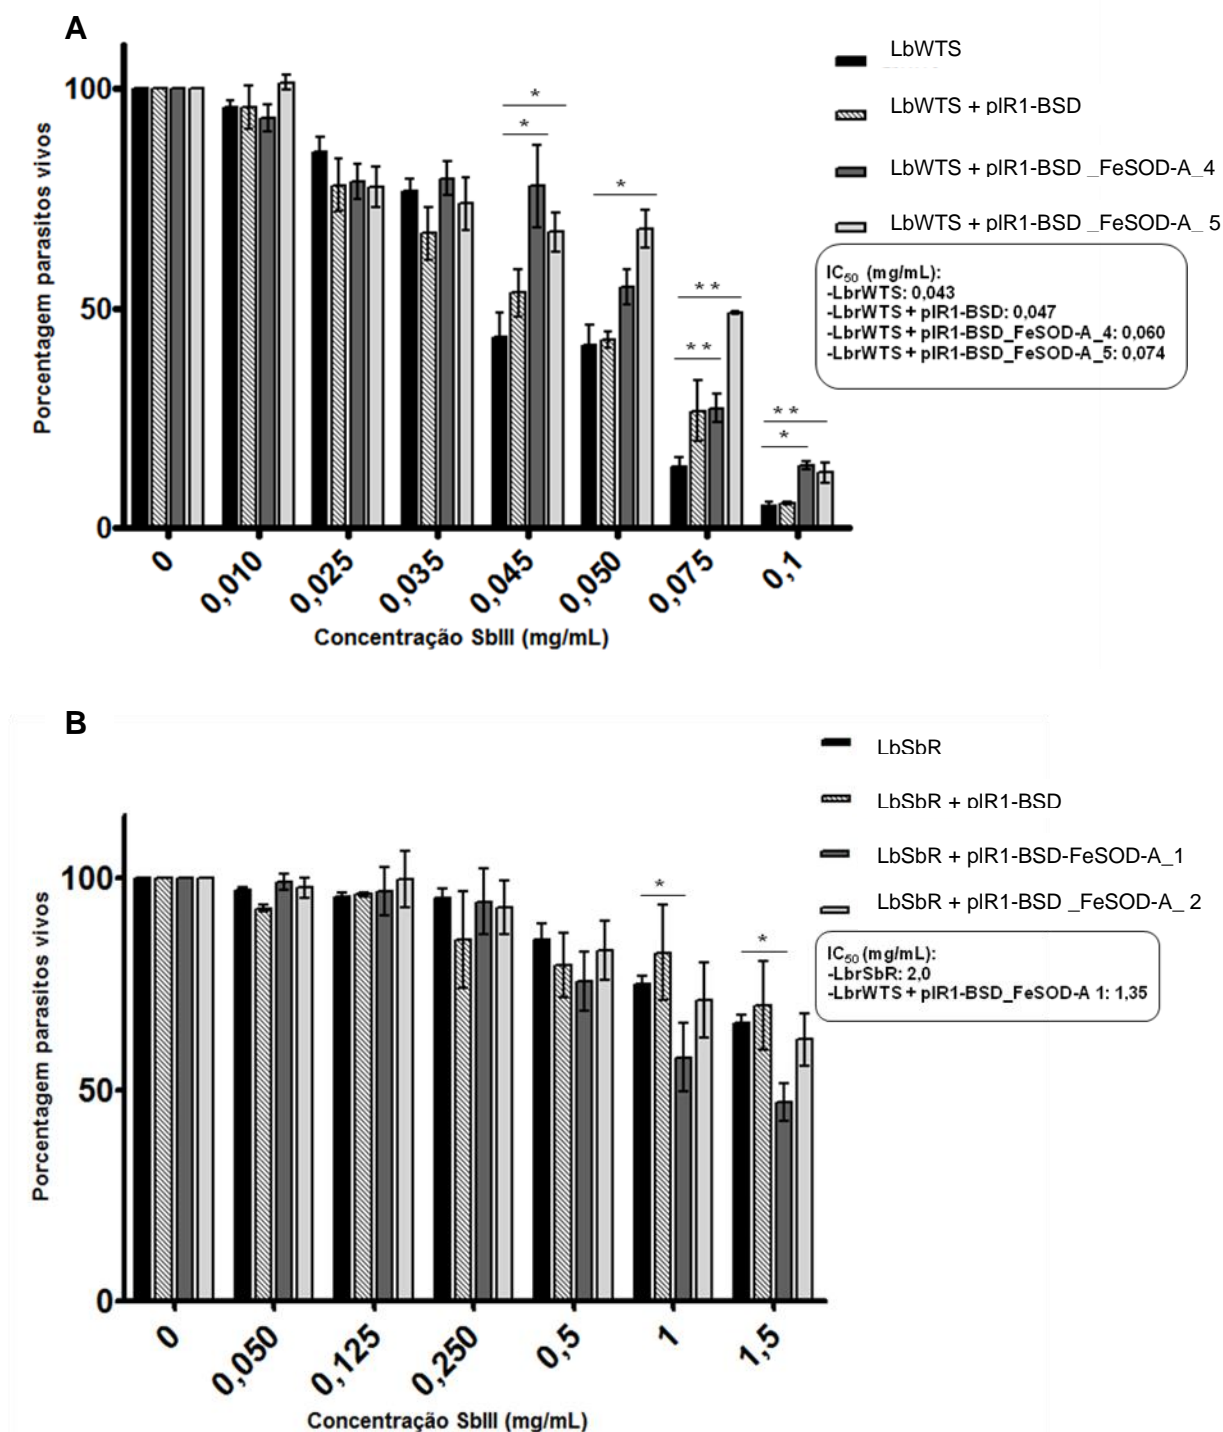 A
LbWTS
LbWTS + pIR1-BSD
LbWTS + pIR1-BSD _FeSOD-A_4
LbWTS + pIR1-BSD _FeSOD-A_ 5
IC50 (mg/mL):
-LbrWTS: 0,043
-LbrWTS + pIR1-BSD: 0,047
-LbrWTS + pIR1-BSD_FeSOD-A_4: 0,060
-LbrWTS + pIR1-BSD_FeSOD-A_5: 0,074
Porcentagem parasitos vivos
100
50
0
* * * ** ** ** *
0 0,010 0,025 0,035 0,045 0,050 0,075 0,1
Concentração SbIII (mg/mL)
B
LbSbR
LbSbR + pIR1-BSD
LbSbR + pIR1-BSD-FeSOD-A_1
LbSbR + pIR1-BSD _FeSOD-A_ 2
IC50 (mg/mL):
-LbrSbR: 2,0
-LbrWTS + pIR1-BSD_FeSOD-A 1: 1,35
Porcentagem parasitos vivos
100
50
0
* *
0 0,050 0,125 0,250 0,5 1 1,5
Concentração SbIII (mg/mL)